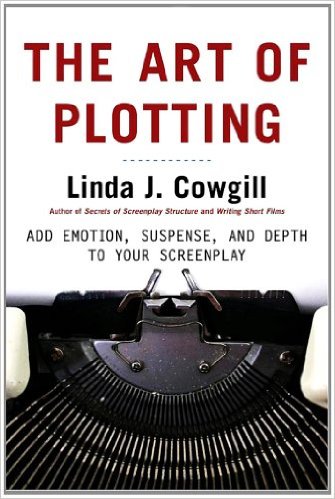 THE ART OF
PLOTTING
Linda J. Cowgill
Author of Secrets of Screenplay Structure and Writing Short Films
ADD EMOTION, SUSPENSE, AND DEPTH
TO YOUR SCREENPLAY